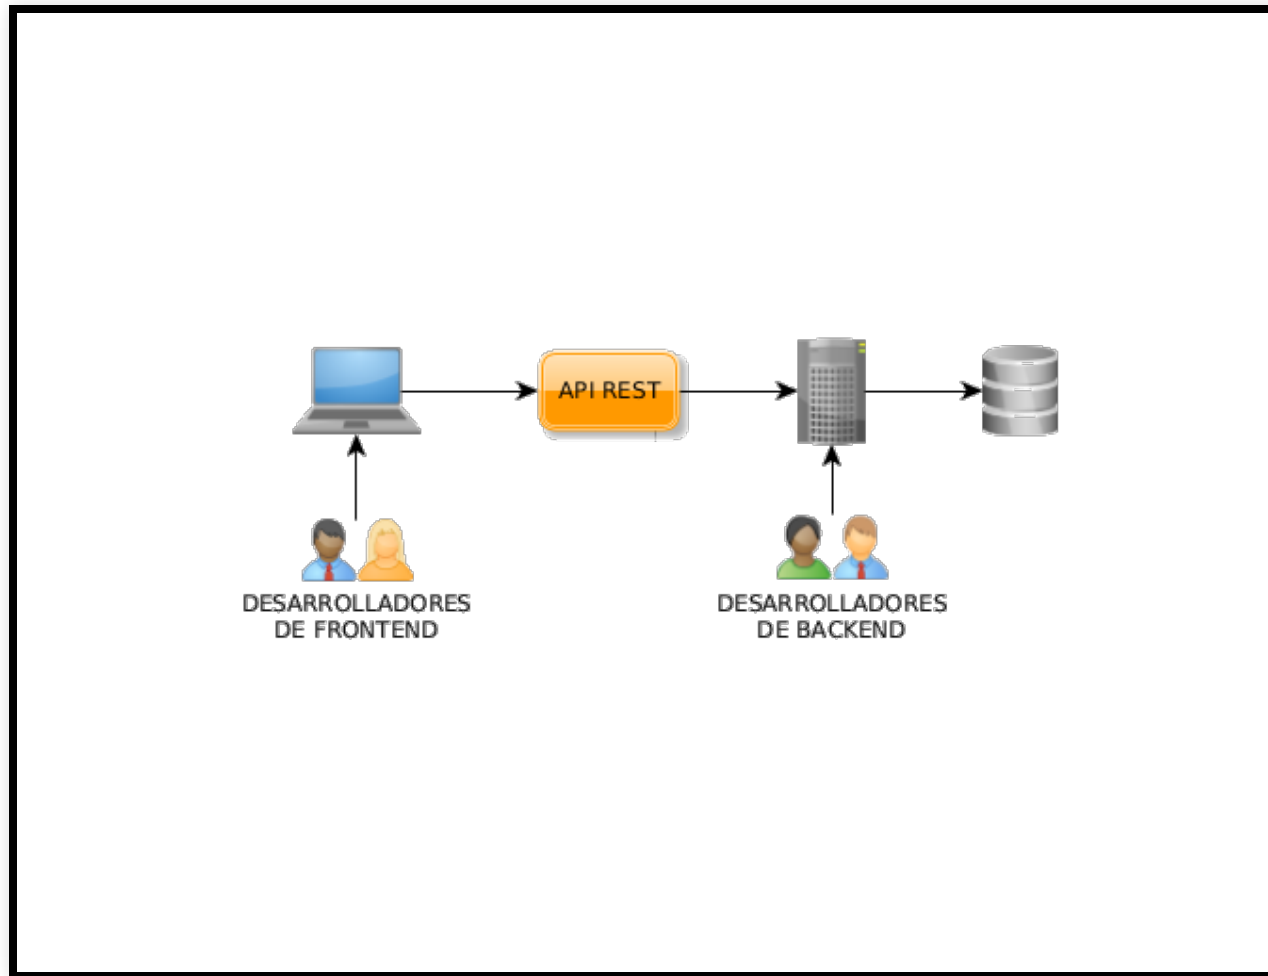 API REST
DESARROLLADORES
DE FRONTEND
DESARROLLADORES
DE BACKEND